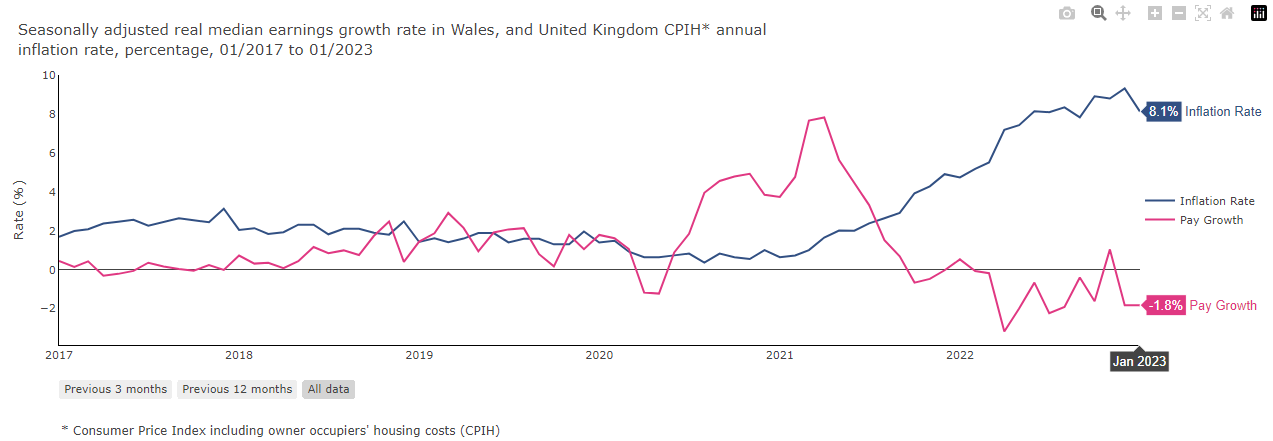 Seasonally adjusted real median earnings growth rate in Wales, and United Kingdom CPIH* annual
inflation rate, percentage, 01/2017 to 01/2023
10
8
6
4
2
0
−2
Rate (%)
8.1% Inflation Rate
Inflation Rate
Pay Growth
-1.8% Pay Growth
2017 2018 2019 2020 2021 2022
Jan 2023
Previous 3 months Previous 12 months All data
* Consumer Price Index including owner occupiers' housing costs (CPIH)